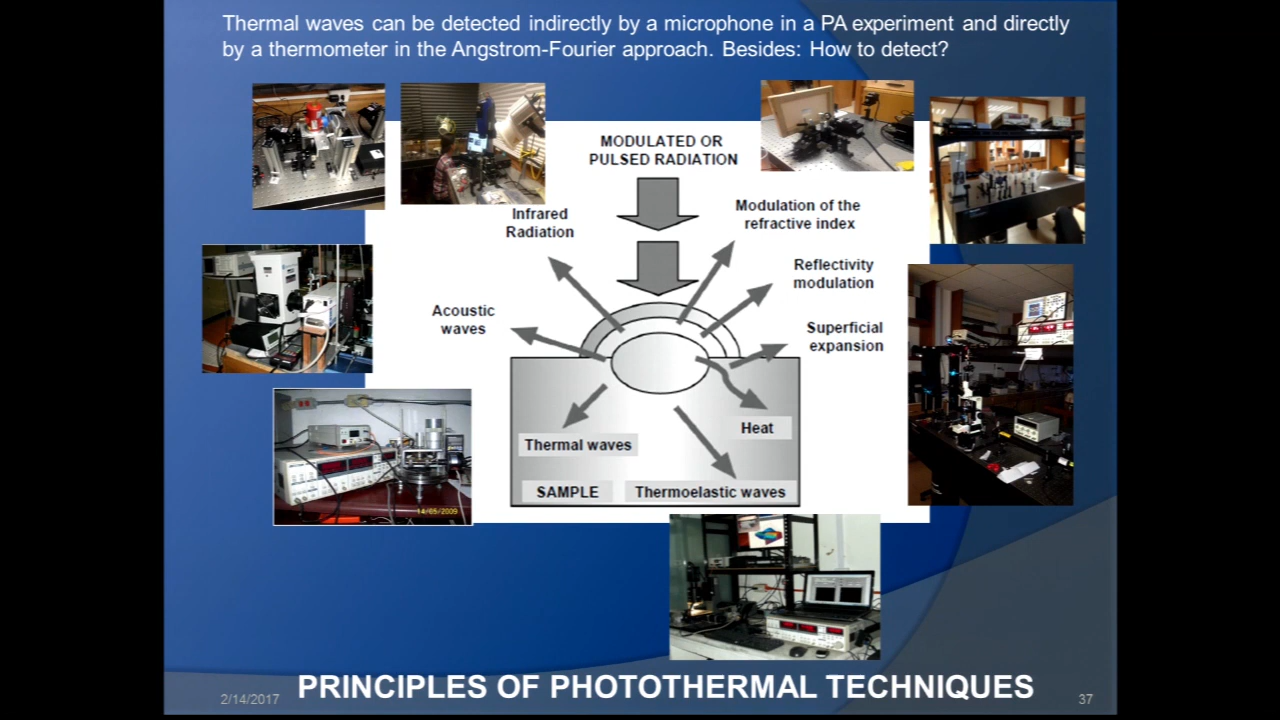 Thermal waves can be detected indirectly by a microphone in a PA experiment and directly
by a thermometer in the Angstrom-Fourier approach. Besides: How to detect?
MODULATED OR
PULSED RADIATION
Infrared
Radiation
Modulation of the
refractive index
Reflectivity
modulation
Acoustic
waves
Superficial
expansion
Heat
Thermal waves
SAMPLE
Thermoelastic waves
14/05/2009
PRINCIPLES OF PHOTOTHERMAL TECHNIQUES
2/14/2017
37